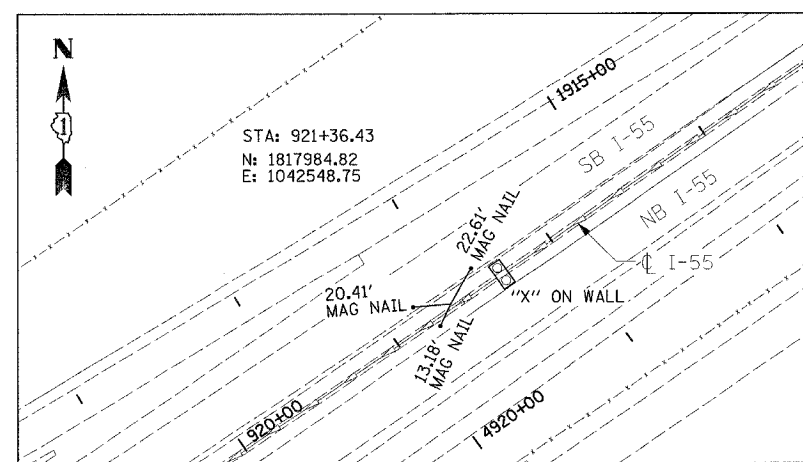 N
1
STA: 921+36.43
N: 1817984.82
E: 1042548.75
1915+00
SB I-55
NB I-55
℄ I-55
22.61'
MAG NAIL
20.41'
MAG NAIL
"X" ON WALL
13.18'
MAG NAIL
920+00
4920+00